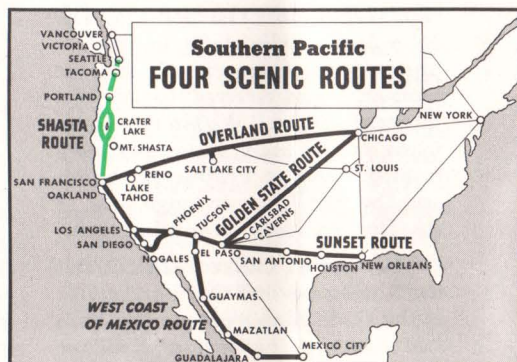 Southern Pacific
FOUR SCENIC ROUTES
VANCOUVER
VICTORIA
SEATTLE
TACOMA
PORTLAND
SHASTA
ROUTE
CRATER
LAKE
MT. SHASTA
OVERLAND ROUTE
CHICAGO
NEW YORK
SAN FRANCISCO
OAKLAND
RENO
LAKE
TAHOE
SALT LAKE CITY
GOLDEN STATE ROUTE
ST. LOUIS
LOS ANGELES
SAN DIEGO
PHOENIX
TUCSON
CARLSBAD
CAVERNS
NOGALES
EL PASO
SAN ANTONIO
SUNSET ROUTE
HOUSTON
NEW ORLEANS
WEST COAST
OF MEXICO ROUTE
GUAYMAS
MAZATLAN
GUADALAJARA
MEXICO CITY